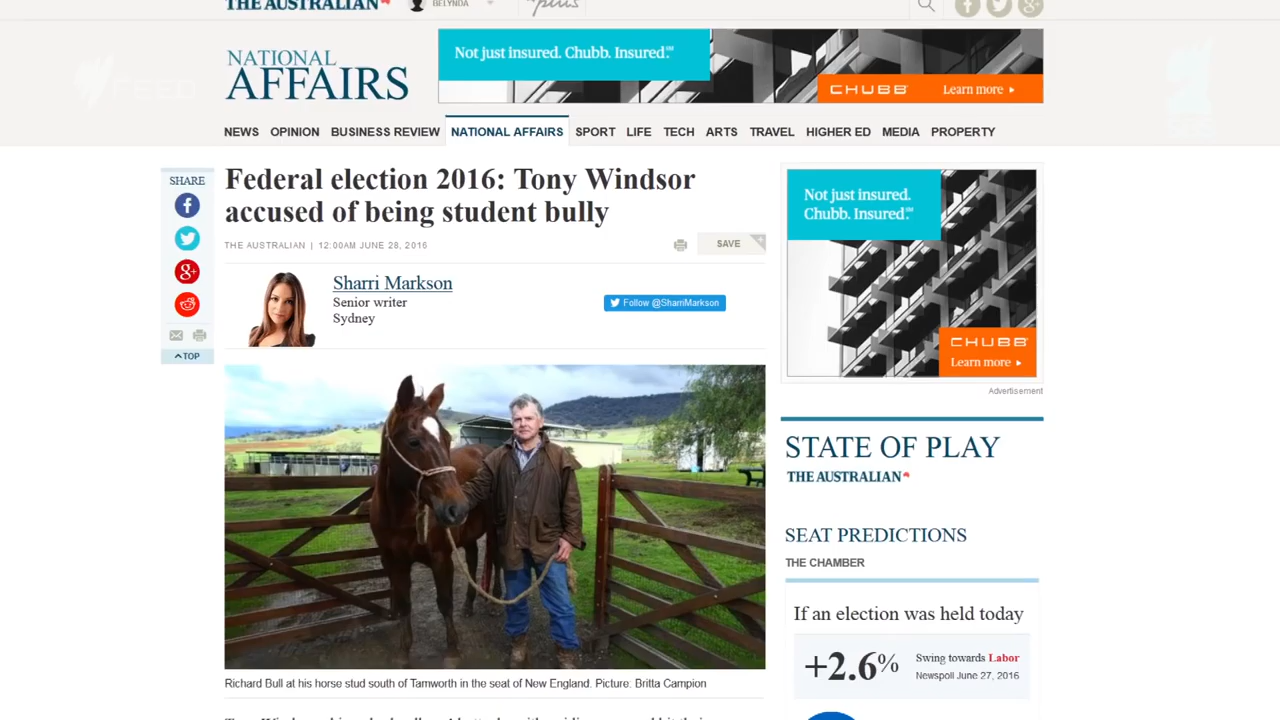 THE AUSTRALIAN
BELYNDA
plus
NATIONAL
AFFAIRS
Not just insured. Chubb. Insured.℠
CHUBB
Learn more
FEED
NEWS OPINION BUSINESS REVIEW NATIONAL AFFAIRS SPORT LIFE TECH ARTS TRAVEL HIGHER ED MEDIA PROPERTY
SHARE
TOP
Federal election 2016: Tony Windsor
accused of being student bully
THE AUSTRALIAN | 12:00AM JUNE 28, 2016
SAVE
Sharri Markson
Senior writer
Sydney
Follow @SharriMarkson
Richard Bull at his horse stud south of Tamworth in the seat of New England. Picture: Britta Campion
Not just insured.
Chubb. Insured.℠
CHUBB
Learn more
Advertisement
STATE OF PLAY
THE AUSTRALIAN
SEAT PREDICTIONS
THE CHAMBER
If an election was held today
+2.6%
Swing towards Labor
Newspoll June 27, 2016